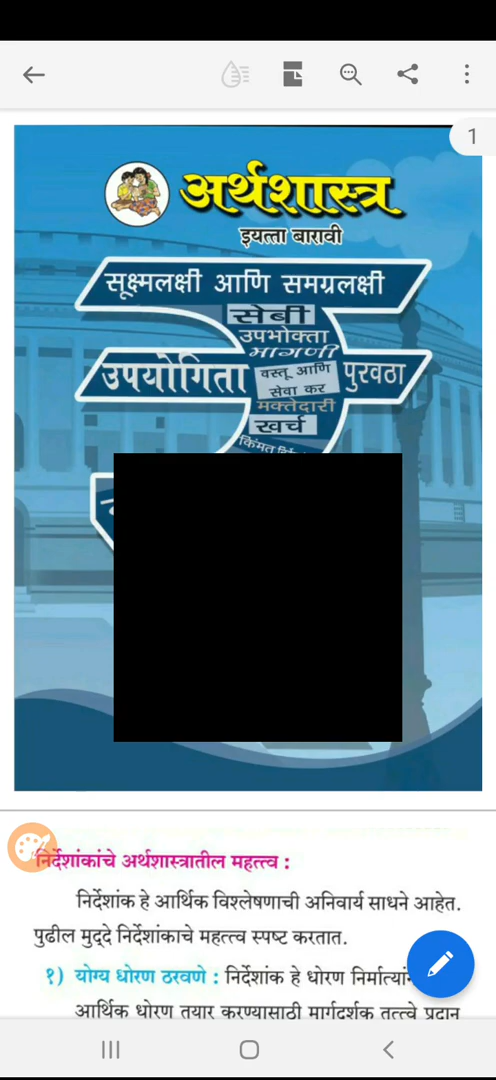 1
अर्थशास्त्र
इयत्ता बारावी
सूक्ष्मलक्षी आणि समग्रलक्षी
सेबी
उपभोक्ता
मागणी
उपयोगिता
वस्तू आणि
सेवा कर
पुरवठा
मक्तेदारी
खर्च
किंमत
निर्देशांकांचे अर्थशास्त्रातील महत्त्व :
निर्देशांक हे आर्थिक विश्लेषणाची अनिवार्य साधने आहेत.
पुढील मुद्दे निर्देशांकाचे महत्त्व स्पष्ट करतात.
१) योग्य धोरण ठरवणे : निर्देशांक हे धोरण
आर्थिक धोरण तयार करण्यासाठी मार्गदर्शक तत्त्वे प्रदान